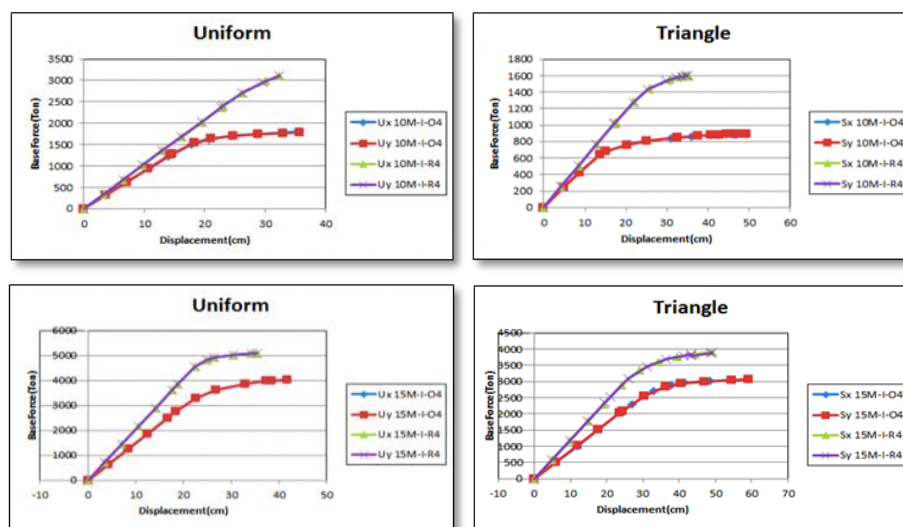 Uniform
BaseForce(Ton)
3500
3000
2500
2000
1500
1000
500
0
0 10 20 30 40
Displacement(cm)
Ux 10M-I-O4
Uy 10M-I-O4
Ux 10M-I-R4
Uy 10M-I-R4
Triangle
BaseForce(Ton)
1800
1600
1400
1200
1000
800
600
400
200
0
0 10 20 30 40 50 60
Displacement(cm)
Sx 10M-I-O4
Sy 10M-I-O4
Sx 10M-I-R4
Sy 10M-I-R4
Uniform
BaseForce(Ton)
6000
5000
4000
3000
2000
1000
0
-10 0 10 20 30 40 50
Displacement(cm)
Ux 15M-I-O4
Uy 15M-I-O4
Ux 15M-I-R4
Uy 15M-I-R4
Triangle
BaseForce(Ton)
4500
4000
3500
3000
2500
2000
1500
1000
500
0
-10 0 10 20 30 40 50 60 70
Displacement(cm)
Sx 15M-I-O4
Sy 15M-I-O4
Sx 15M-I-R4
Sy 15M-I-R4